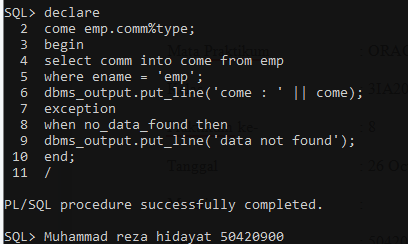 SQL> declare
2 come emp.comm%type;
3 begin
4 select comm into come from emp
5 where ename = 'emp';
6 dbms_output.put_line('come : ' || come);
7 exception
8 when no_data_found then
9 dbms_output.put_line('data not found');
10 end;
11 /
PL/SQL procedure successfully completed.
SQL> Muhammad reza hidayat 50420900